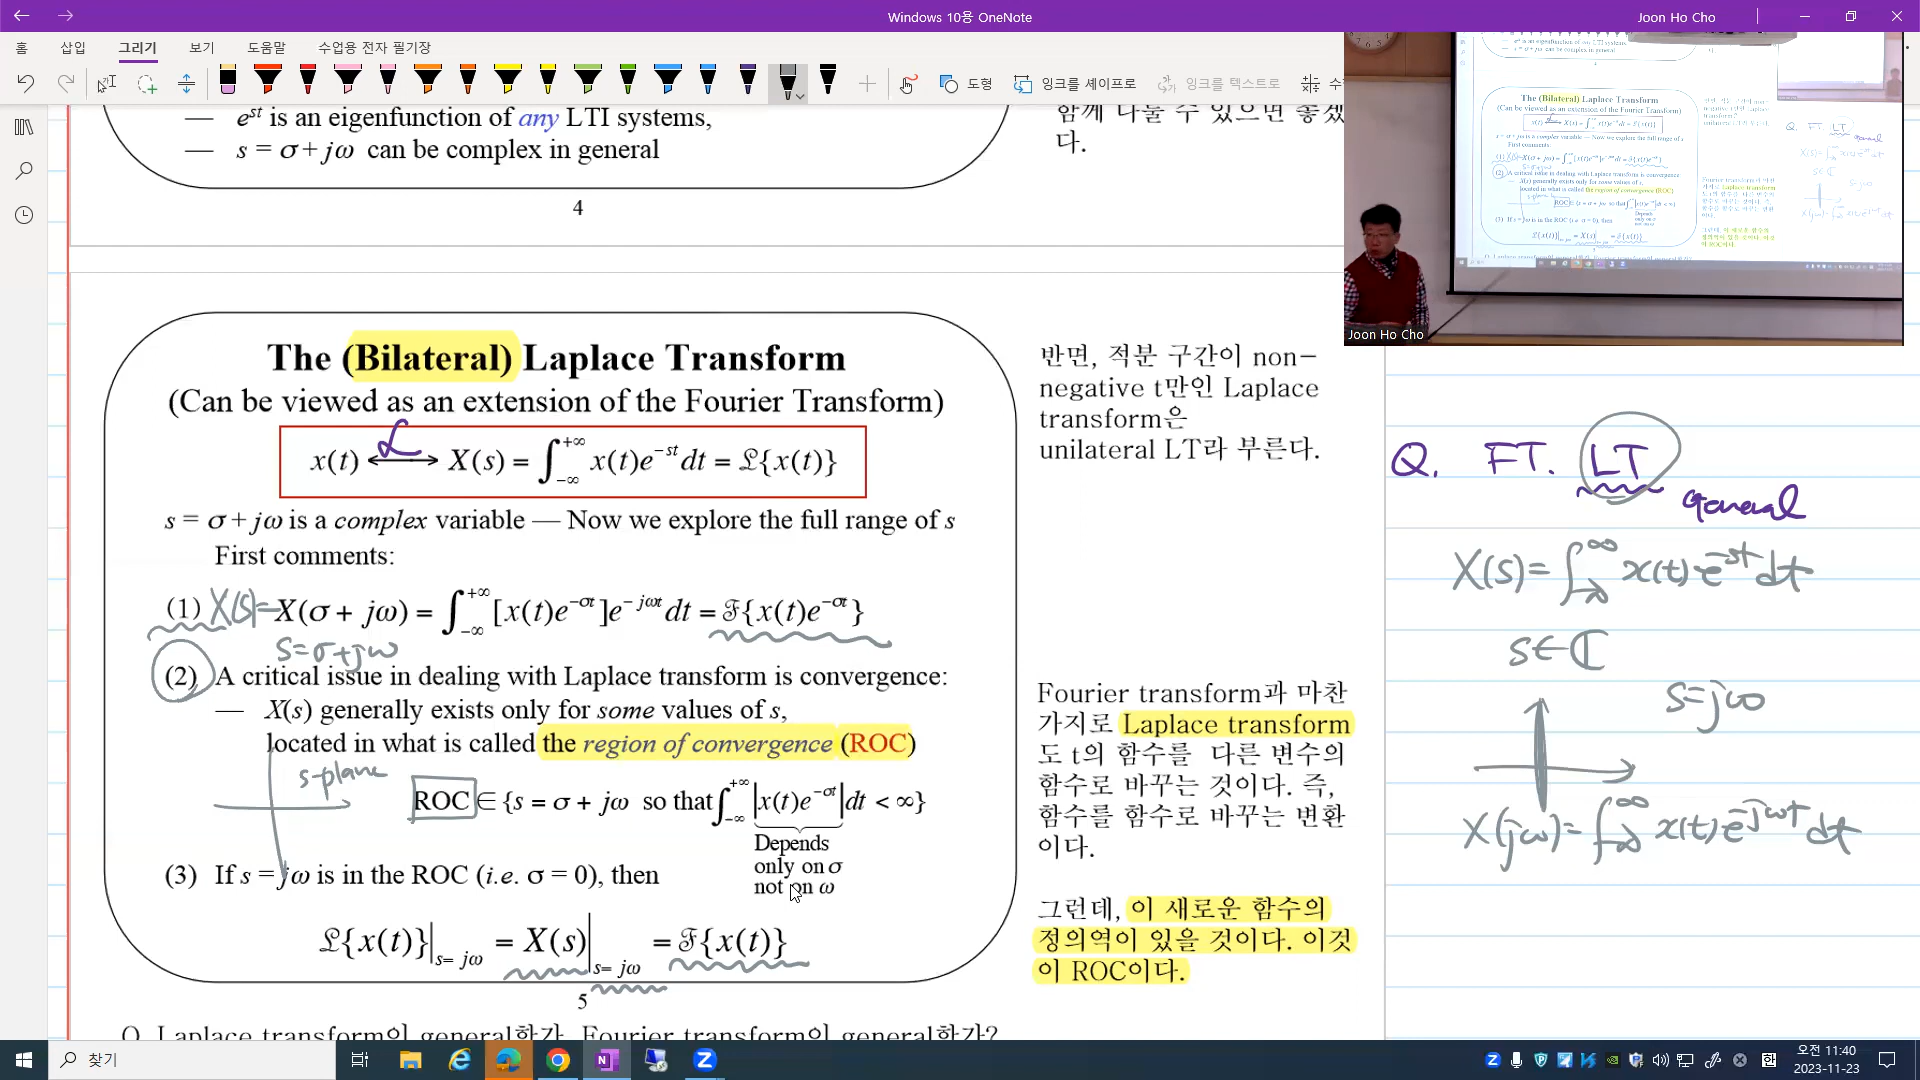 Windows 10용 OneNote
Joon Ho Cho
홈 삽입 그리기 보기 도움말 수업용 전자 필기장
도형 잉크를 셰이프로 잉크를 텍스트로
— e^{st} is an eigenfunction of any LTI systems,
— s = σ + jω can be complex in general
4
함께 나눌 수 있으면 좋겠
다.
Joon Ho Cho
The (Bilateral) Laplace Transform
(Can be viewed as an extension of the Fourier Transform)
x(t) ⟷ X(s) = ∫_{−∞}^{+∞} x(t)e^{−st}dt = ℒ{x(t)}
ℒ
s = σ + jω is a complex variable — Now we explore the full range of s
First comments:
(1) X(s)= X(σ + jω) = ∫_{−∞}^{+∞} [x(t)e^{−σt}]e^{−jωt}dt = ℱ{x(t)e^{−σt}}
s=σ+jω
(2) A critical issue in dealing with Laplace transform is convergence:
— X(s) generally exists only for some values of s,
located in what is called the region of convergence (ROC)
s-plane
ROC ∈ {s = σ + jω so that ∫_{−∞}^{+∞} |x(t)e^{−σt}|dt < ∞}
Depends
only on σ
not on ω
(3) If s = jω is in the ROC (i.e. σ = 0), then
ℒ{x(t)}|_{s= jω} = X(s)|_{s= jω} = ℱ{x(t)}
5
Q. Laplace transform이 general한가, Fourier transform이 general한가?
반면, 적분 구간이 non-
negative t만인 Laplace
transform은
unilateral LT라 부른다.
Fourier transform과 마찬
가지로 Laplace transform
도 t의 함수를 다른 변수의
함수로 바꾸는 것이다. 즉,
함수를 함수로 바꾸는 변환
이다.
그런데, 이 새로운 함수의
정의역이 있을 것이다. 이것
이 ROC이다.
Q. FT. LT
general
X(s)=∫_{-∞}^{∞} x(t) e^{-st} dt
s∈ℂ
s=jω
X(jω)=∫_{-∞}^{∞} x(t) e^{-jωt} dt
찾기
오전 11:40
2023-11-23